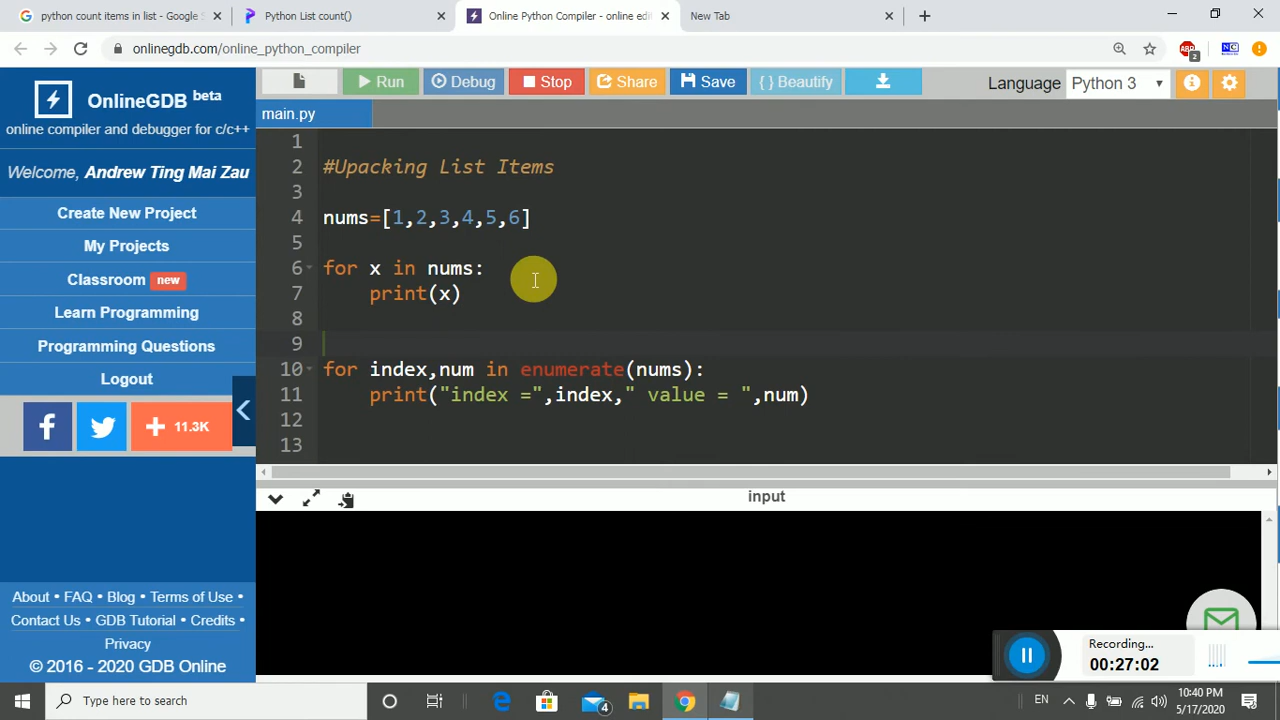 python count items in list - Google S
Python List count()
Online Python Compiler - online edi
New Tab
onlinegdb.com/online_python_compiler
ABP
2
NC
OnlineGDB beta
online compiler and debugger for c/c++
Welcome, Andrew Ting Mai Zau
Create New Project
My Projects
Classroom new
Learn Programming
Programming Questions
Logout
11.3K
About • FAQ • Blog • Terms of Use •
Contact Us • GDB Tutorial • Credits •
Privacy
© 2016 - 2020 GDB Online
Run Debug Stop Share Save { } Beautify
Language Python 3
main.py
1
2 #Upacking List Items
3
4 nums=[1,2,3,4,5,6]
5
6 for x in nums:
7 print(x)
8
9
10 for index,num in enumerate(nums):
11 print("index =",index," value = ",num)
12
13
input
Recording...
00:27:02
Type here to search
4
EN
10:40 PM
5/17/2020